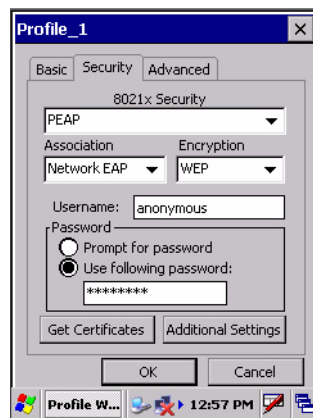 Profile_1
Basic Security Advanced
8021x Security
PEAP
Association Encryption
Network EAP WEP
Username: anonymous
Password
Prompt for password
Use following password:
********
Get Certificates Additional Settings
OK Cancel
Profile W... 12:57 PM